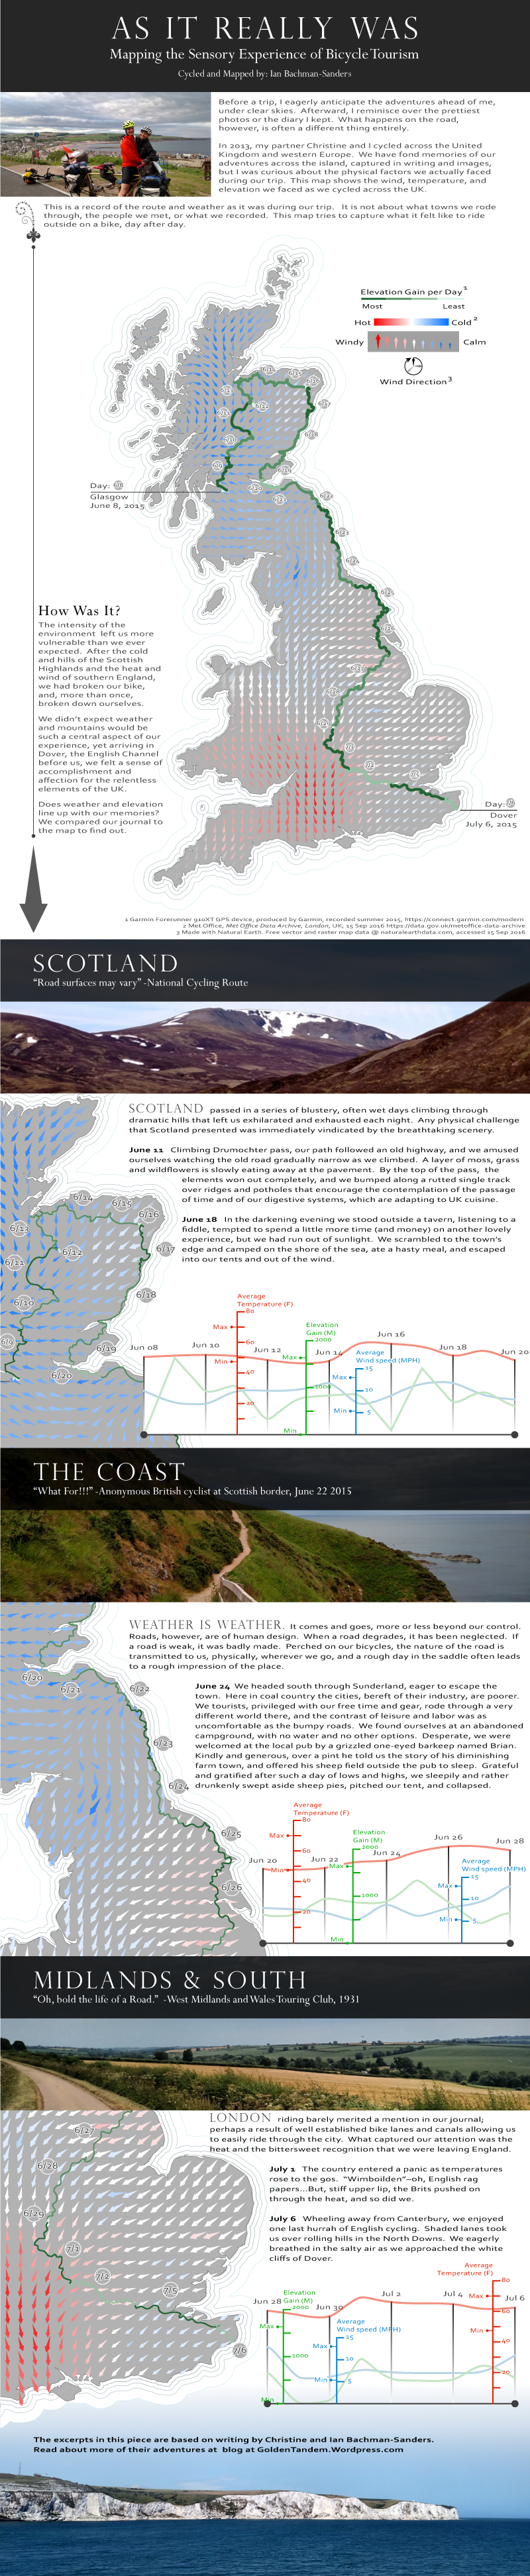 AS IT REALLY WAS
Mapping the Sensory Experience of Bicycle Tourism
Cycled and Mapped by: Ian Bachman-Sanders
Before a trip, I eagerly anticipate the adventures ahead of me,
under clear skies. Afterward, I reminisce over the prettiest
photos or the diary I kept. What happens on the road,
however, is often a different thing entirely.
In 2013, my partner Christine and I cycled across the United
Kingdom and western Europe. We have fond memories of our
adventures across the island, captured in writing and images,
but I was curious about the physical factors we actually faced
during our trip. This map shows the wind, temperature, and
elevation we faced as we cycled across the UK.
This is a record of the route and weather as it was during our trip. It is not about what towns we rode
through, the people we met, or what we recorded. This map tries to capture what it felt like to ride
outside on a bike, day after day.
Elevation Gain per Day 1
Most Least
Hot Cold 2
Windy Calm
Wind Direction 3
Day: 6/8
Glasgow
June 8, 2015
How Was It?
The intensity of the
environment left us more
vulnerable than we ever
expected. After the cold
and hills of the Scottish
Highlands and the heat and
wind of southern England,
we had broken our bike,
and, more than once,
broken down ourselves.
We didn't expect weather
and mountains would be
such a central aspect of our
experience, yet arriving in
Dover, the English Channel
before us, we felt a sense of
accomplishment and
affection for the relentless
elements of the UK.
Does weather and elevation
line up with our memories?
We compared our journal to
the map to find out.
Day:
Dover
July 6, 2015
1 Garmin Forerunner 910XT GPS device, produced by Garmin, recorded summer 2015, https://connect.garmin.com/modern
2 Met Office, Met Office Data Archive, London, UK, 15 Sep 2016 https://data.gov.uk/metoffice-data-archive
3 Made with Natural Earth. Free vector and raster map data @ naturalearthdata.com, accessed 15 Sep 2016
SCOTLAND
"Road surfaces may vary" -National Cycling Route
SCOTLAND passed in a series of blustery, often wet days climbing through
dramatic hills that left us exhilarated and exhausted each night. Any physical challenge
that Scotland presented was immediately vindicated by the breathtaking scenery.
June 11 Climbing Drumochter pass, our path followed an old highway, and we amused
ourselves watching the old road gradually narrow as we climbed. A layer of moss, grass
and wildflowers is slowly eating away at the pavement. By the top of the pass, the
elements won out completely, and we bumped along a rutted single track
over ridges and potholes that encourage the contemplation of the passage
of time and of our digestive systems, which are adapting to UK cuisine.
June 18 In the darkening evening we stood outside a tavern, listening to a
fiddle, tempted to spend a little more time (and money) on another lovely
experience, but we had run out of sunlight. We scrambled to the town's
edge and camped on the shore of the sea, ate a hasty meal, and escaped
into our tents and out of the wind.
6/14
6/15
6/16
6/13
6/17
6/12
6/11
6/18
6/10
6/19
6/20
Average
Temperature (F)
80
Max
60
Min
40
20
Elevation
Gain (M)
2000
Max
1000
Min
Average
Wind speed (MPH)
15
Max
10
Min
5
Jun 08
Jun 10
Jun 12
Jun 14
Jun 16
Jun 18
Jun 20
THE COAST
"What For!!!" -Anonymous British cyclist at Scottish border, June 22 2015
WEATHER IS WEATHER. It comes and goes, more or less beyond our control.
Roads, however, are of human design. When a road degrades, it has been neglected. If
a road is weak, it was badly made. Perched on our bicycles, the nature of the road is
transmitted to us, physically, wherever we go, and a rough day in the saddle can leads
to a rough impression of the place.
June 24 We headed south through Sunderland, eager to escape the
town. Here in coal country the cities, bereft of their industry, are poorer.
We tourists, privileged with our free time and gear, rode through a very
different world there, and the contrast of leisure and labor was as
uncomfortable as the bumpy roads. We found ourselves at an abandoned
campground, with no water and no other options. Desperate, we were
welcomed at the local pub by a grizzled one-eyed barkeep named Brian.
Kindly and generous, over a pint he told us the story of his diminishing
farm town, and offered his sheep field outside the pub to sleep. Grateful
and gratified after such a day of lows and highs, we sleepily and rather
drunkenly swept aside sheep pies, pitched our tent, and collapsed.
6/20
6/21
6/22
6/23
6/24
6/25
6/26
Average
Temperature (F)
80
Max
60
Min
40
20
Elevation
Gain (M)
2000
Max
1000
Min
Average
Wind speed (MPH)
15
Max
10
Min
5
Jun 20
Jun 22
Jun 24
Jun 26
Jun 28
MIDLANDS & SOUTH
"Oh, bold the life of a Road." -West Midlands and Wales Touring Club, 1931
LONDON riding barely merited a mention in our journal;
perhaps a result of well established bike lanes and canals allowing us
to easily ride through the city. What captured our attention was the
heat and the bittersweet recognition that we were leaving England.
July 1 The country entered a panic as temperatures
rose to the 90s. "Wimboilden"–oh, English rag
papers...But, stiff upper lip, the Brits pushed on
through the heat, and so did we.
July 6 Wheeling away from Canterbury, we enjoyed
one last hurrah of English cycling. Shaded lanes took
us over rolling hills in the North Downs. We eagerly
breathed in the salty air as we approached the white
cliffs of Dover.
6/27
6/28
6/29
7/1
7/2
7/5
7/6
Average
Temperature (F)
80
Max
60
Min
40
20
Elevation
Gain (M)
2000
Max
1000
Min
Average
Wind speed (MPH)
15
Max
10
Min
5
Jun 28
Jun 30
Jul 2
Jul 4
Jul 6
The excerpts in this piece are based on writing by Christine and Ian Bachman-Sanders.
Read about more of their adventures at blog at GoldenTandem.Wordpress.com